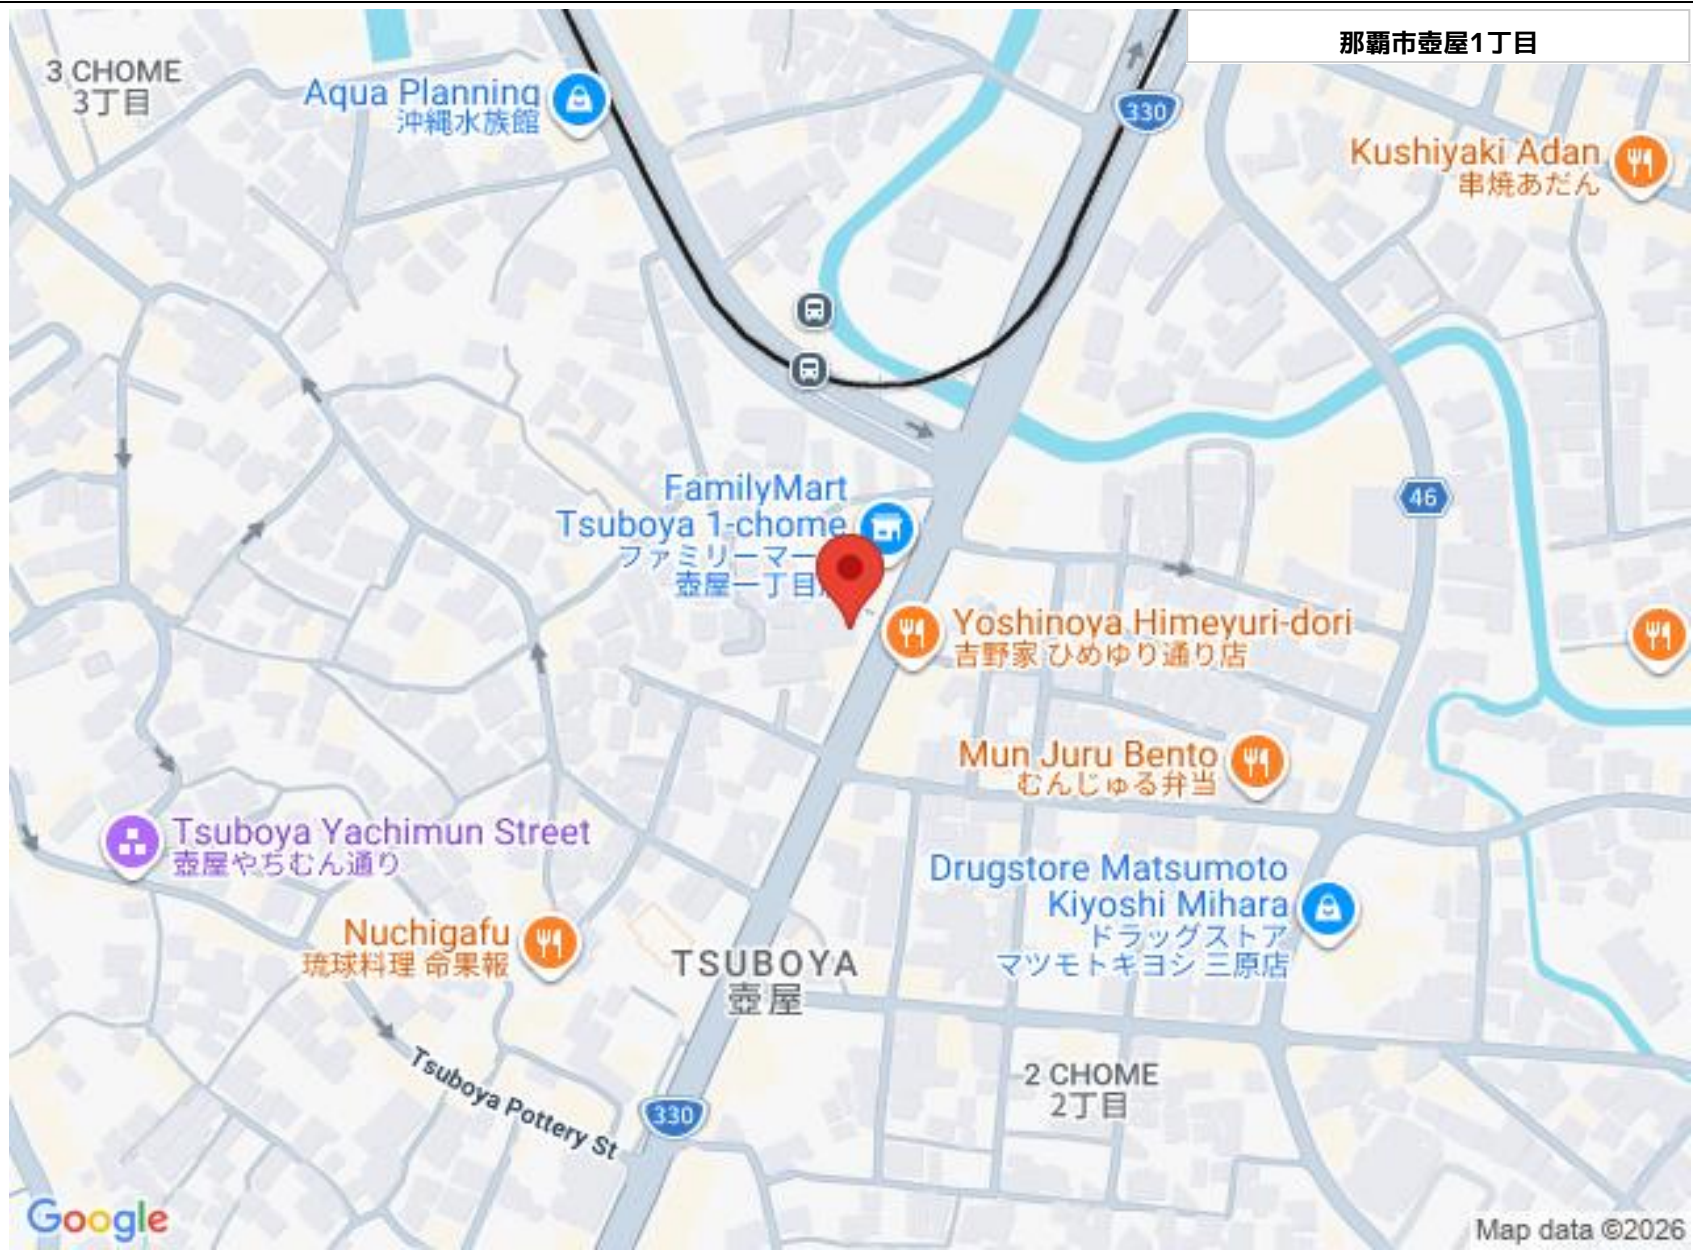 那覇市壺屋1丁目
3 CHOME
3丁目
Aqua Planning
沖縄水族館
330
Kushiyaki Adan
串焼あだん
46
FamilyMart
Tsuboya 1-chome
ファミリーマー
壺屋一丁目
Yoshinoya Himeyuri-dori
吉野家 ひめゆり通り店
Mun Juru Bento
むんじゅる弁当
Tsuboya Yachimun Street
壺屋やちむん通り
Drugstore Matsumoto
Kiyoshi Mihara
ドラッグストア
マツモトキヨシ 三原店
Nuchigafu
琉球料理 命果報
TSUBOYA
壺屋
2 CHOME
2丁目
Tsuboya Pottery St
330
Google
Map data ©2026